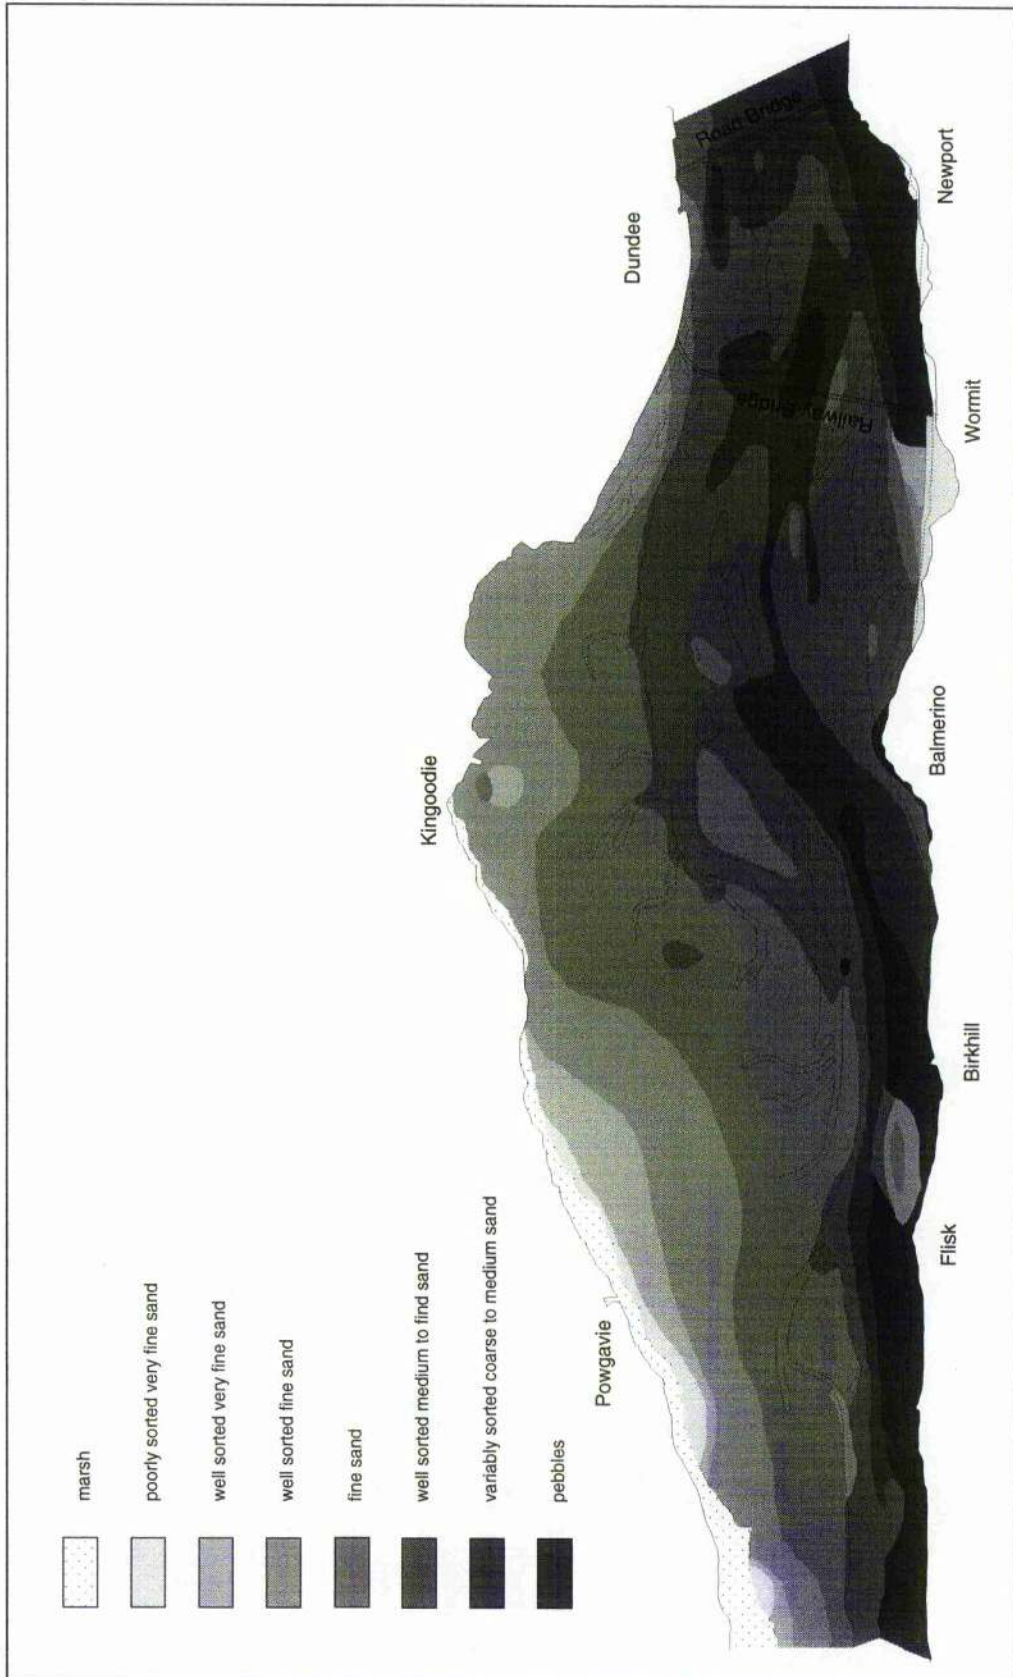 marsh
poorly sorted very fine sand
well sorted very fine sand
well sorted fine sand
fine sand
well sorted medium to find sand
variably sorted coarse to medium sand
pebbles
Powgavie
Kingoodie
Dundee
Road Bridge
Railway Bridge
Flisk
Birkhill
Balmerino
Wormit
Newport